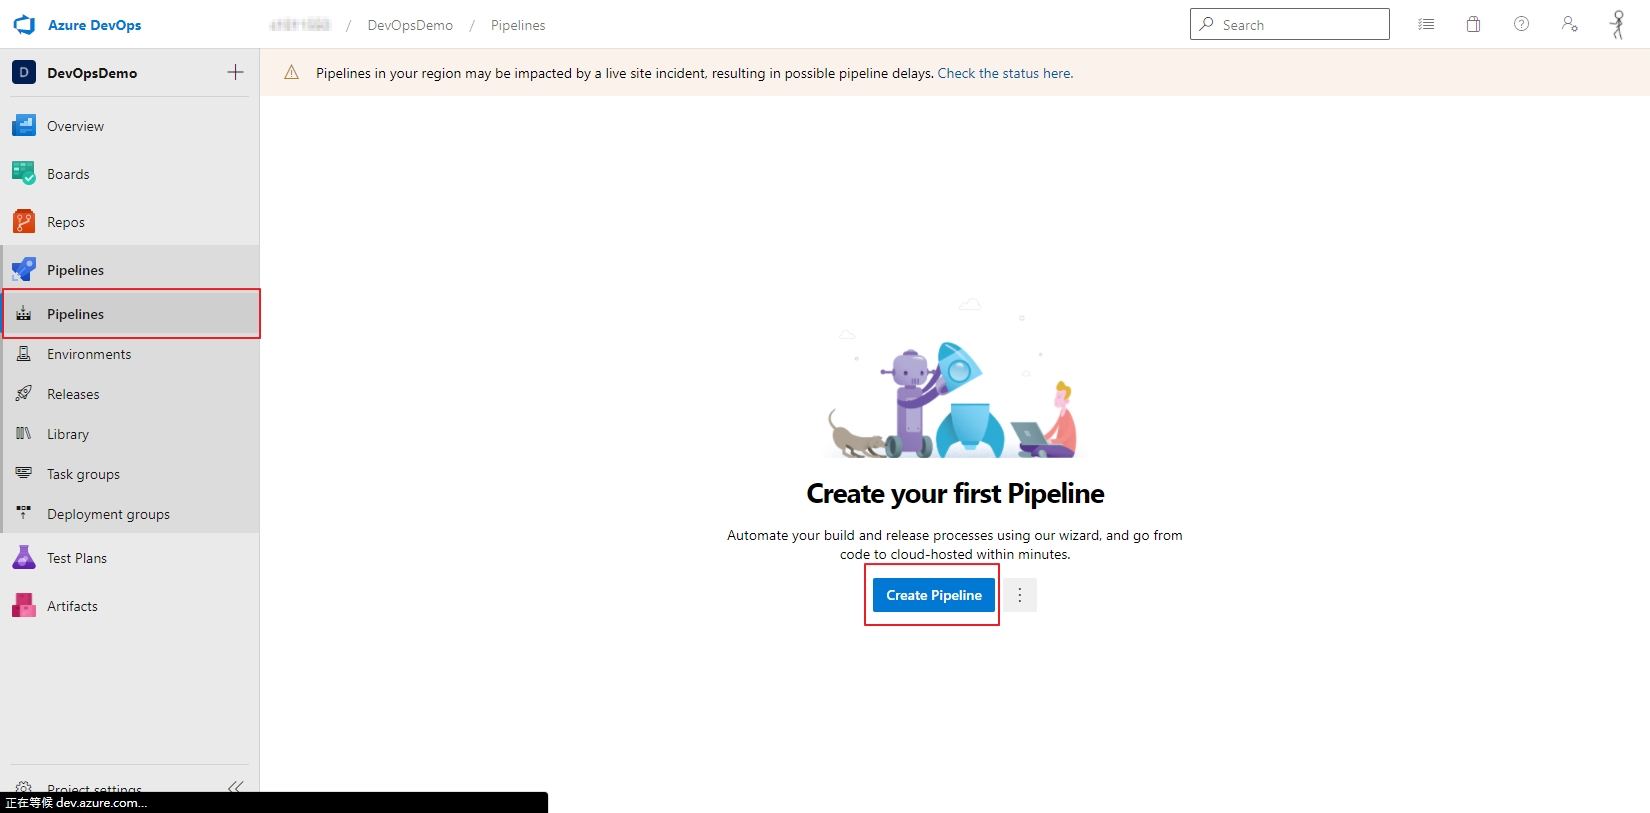 Azure DevOps
/ DevOpsDemo / Pipelines
Search
D DevOpsDemo
Pipelines in your region may be impacted by a live site incident, resulting in possible pipeline delays. Check the status here.
Overview
Boards
Repos
Pipelines
Pipelines
Environments
Releases
Library
Task groups
Deployment groups
Test Plans
Artifacts
Create your first Pipeline
Automate your build and release processes using our wizard, and go from
code to cloud-hosted within minutes.
Create Pipeline
Project settings
正在等候 dev.azure.com...